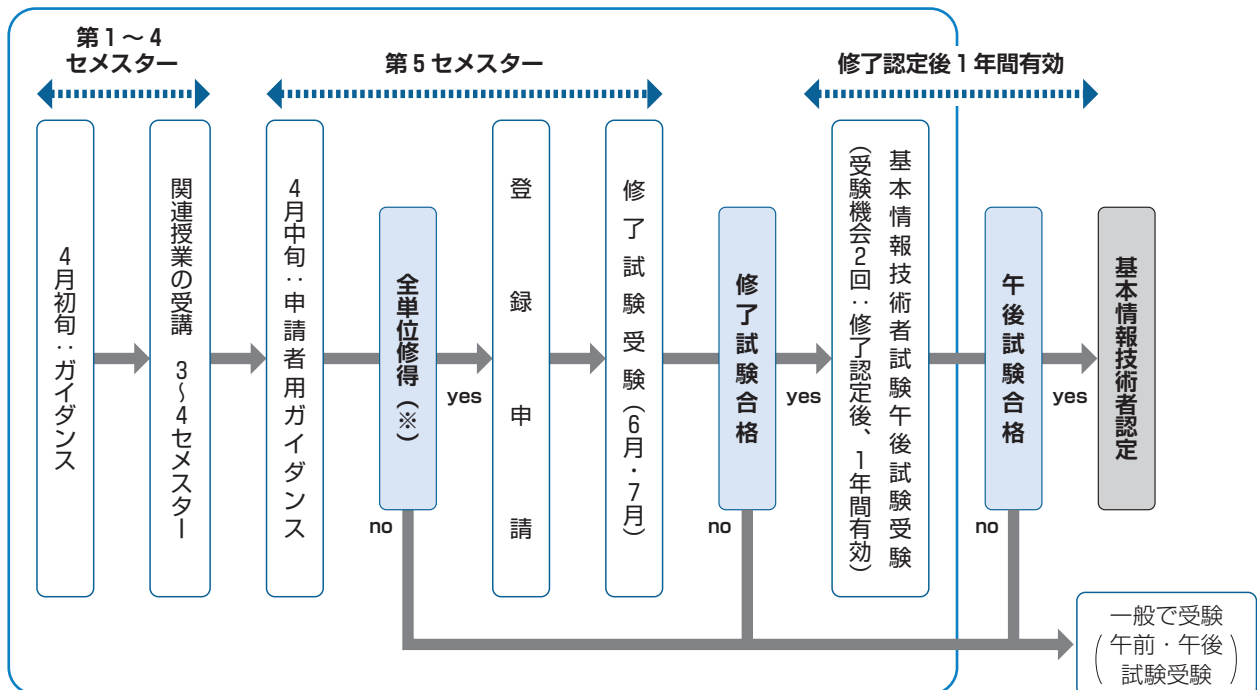 第1～4
セメスター
第5セメスター
修了認定後1年間有効
4月初旬：ガイダンス
関連授業の受講　3～4セメスター
4月中旬：申請者用ガイダンス
全単位修得（※）
yes
no
登録申請
修了試験受験（6月・7月）
修了試験合格
yes
no
基本情報技術者試験午後試験受験
（受験機会2回：修了認定後、1年間有効）
午後試験合格
yes
no
基本情報技術者認定
一般で受験
（午前・午後
試験受験）